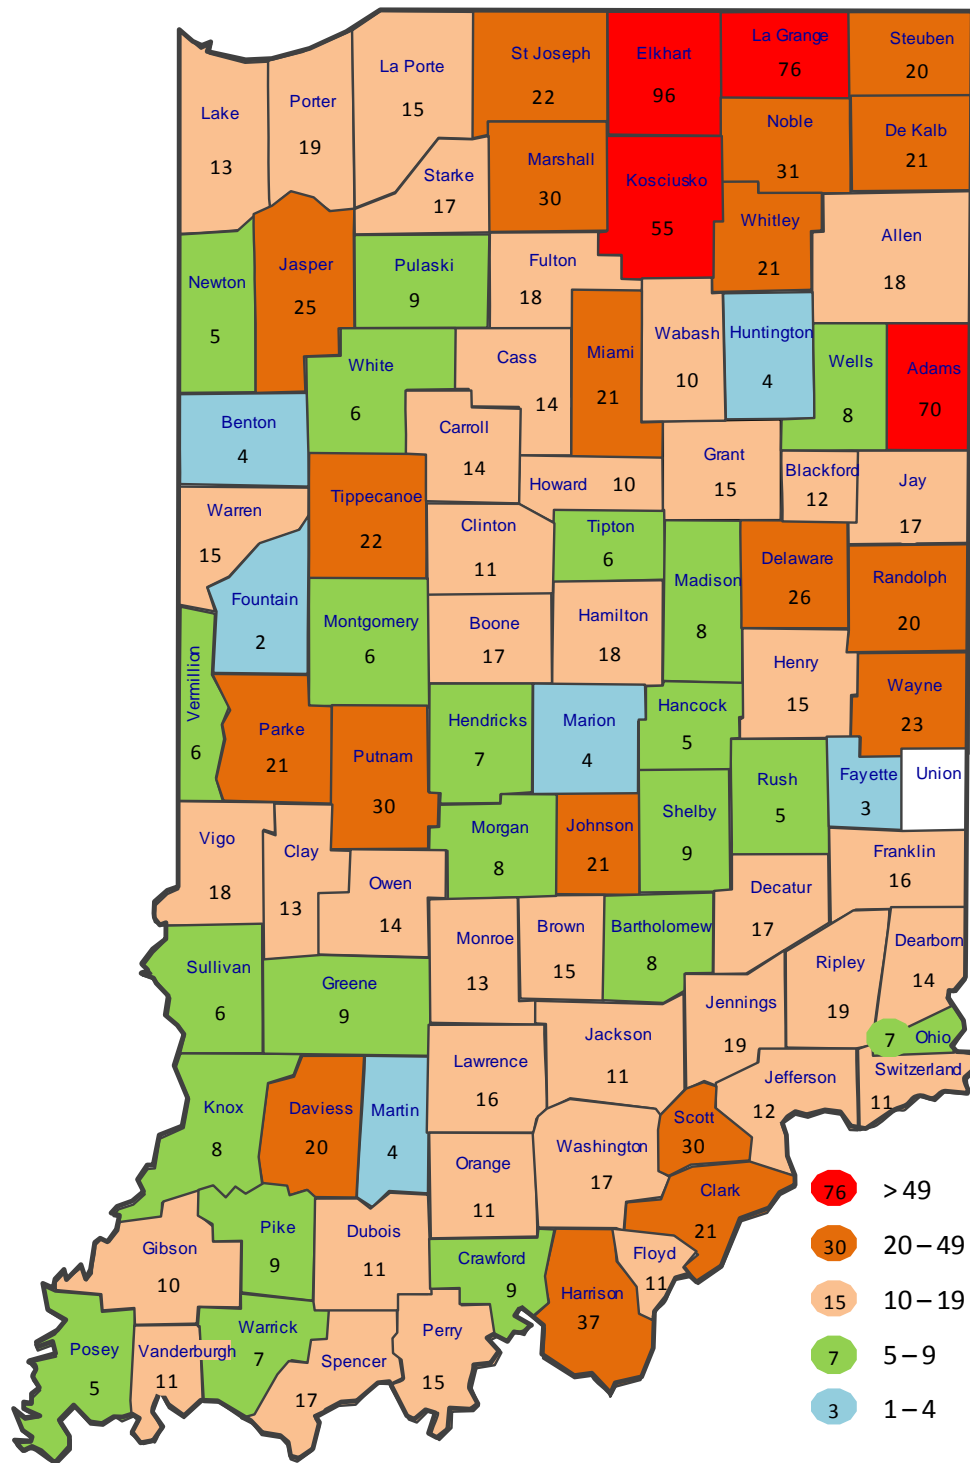 La Grange
76
Elkhart
96
St Joseph
22
Steuben
20
La Porte
15
Porter
19
Lake
13
Noble
31
De Kalb
21
Marshall
30
Starke
17
Kosciusko
55
Whitley
21
Allen
18
Fulton
18
Pulaski
9
Jasper
25
Newton
5
Wabash
10
Huntington
4
Miami
21
Cass
14
White
6
Wells
8
Adams
70
Benton
4
Carroll
14
Grant
15
Blackford
12
Jay
17
Howard 10
Tippecanoe
22
Warren
15
Clinton
11
Tipton
6
Madison
8
Delaware
26
Randolph
20
Fountain
2
Montgomery
6
Boone
17
Hamilton
18
Henry
15
Wayne
23
Vermillion
6
Parke
21
Putnam
30
Hendricks
7
Marion
4
Hancock
5
Rush
5
Fayette
3
Union
Vigo
18
Clay
13
Owen
14
Morgan
8
Johnson
21
Shelby
9
Decatur
17
Franklin
16
Monroe
13
Brown
15
Bartholomew
8
Dearborn
14
Ripley
19
Jennings
19
Sullivan
6
Greene
9
Jackson
11
Lawrence
16
7 Ohio
Switzerland
11
Jefferson
12
Knox
8
Daviess
20
Martin
4
Scott
30
Washington
17
Orange
11
Clark
21
Pike
9
Dubois
11
Gibson
10
Crawford
9
Floyd
11
Harrison
37
Warrick
7
Perry
15
Posey
5
Vanderburgh
11
Spencer
17
76 >49
30 20–49
15 10–19
7 5–9
3 1–4